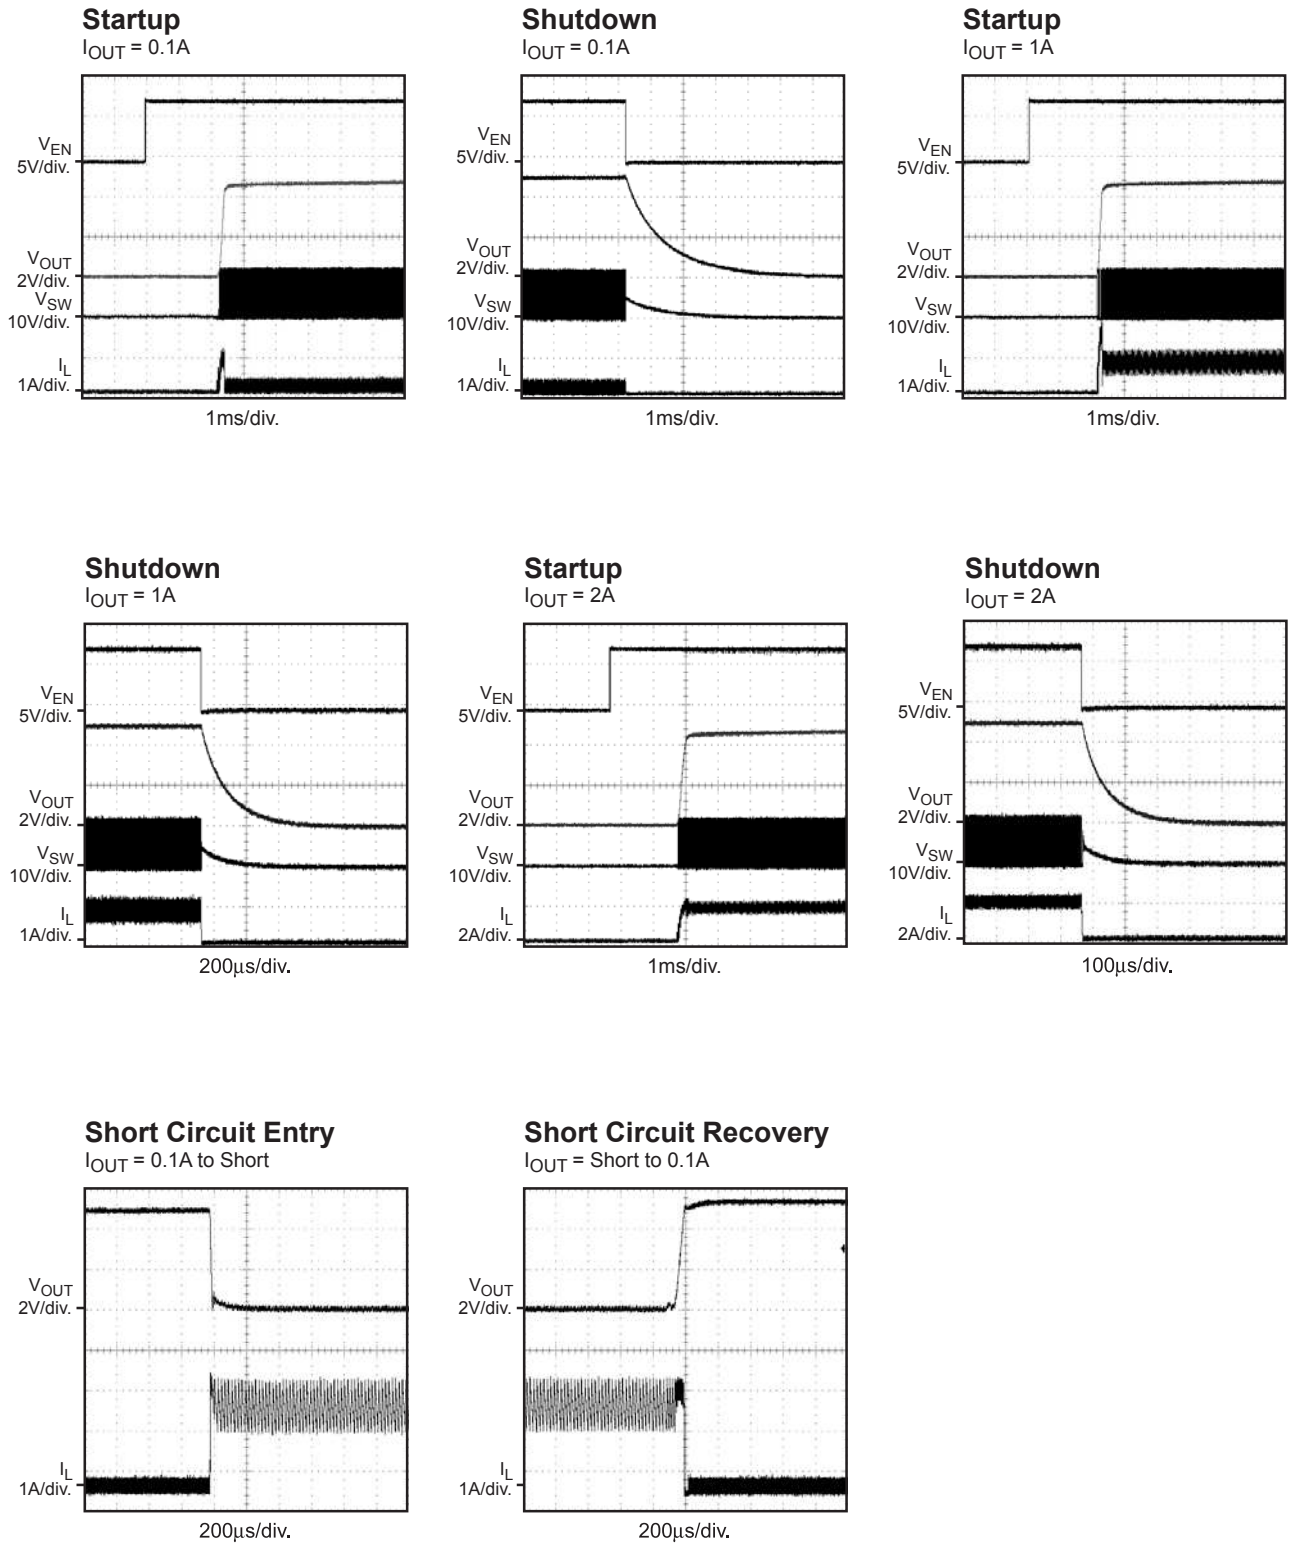 Startup
IOUT = 0.1A
VEN
5V/div.
VOUT
2V/div.
VSW
10V/div.
IL
1A/div.
1ms/div.
Shutdown
IOUT = 0.1A
VEN
5V/div.
VOUT
2V/div.
VSW
10V/div.
IL
1A/div.
1ms/div.
Startup
IOUT = 1A
VEN
5V/div.
VOUT
2V/div.
VSW
10V/div.
IL
1A/div.
1ms/div.
Shutdown
IOUT = 1A
VEN
5V/div.
VOUT
2V/div.
VSW
10V/div.
IL
1A/div.
200µs/div.
Startup
IOUT = 2A
VEN
5V/div.
VOUT
2V/div.
VSW
10V/div.
IL
2A/div.
1ms/div.
Shutdown
IOUT = 2A
VEN
5V/div.
VOUT
2V/div.
VSW
10V/div.
IL
2A/div.
100µs/div.
Short Circuit Entry
IOUT = 0.1A to Short
VOUT
2V/div.
IL
1A/div.
200µs/div.
Short Circuit Recovery
IOUT = Short to 0.1A
VOUT
2V/div.
IL
1A/div.
200µs/div.